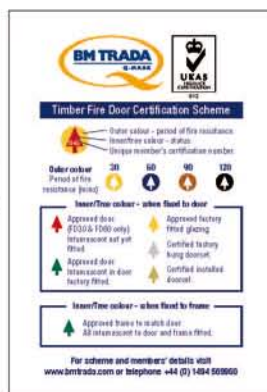 BM TRADA
Q-MARK
UKAS
PRODUCT CERTIFICATION
012
Timber Fire Door Certification Scheme
Outer colour - period of fire resistance
Inner/tree colour - status
Unique member's certification number
Outer colour
30 60 90 120
Period of fire
resistance (mins)
Inner/Tree colour - when fixed to door
Approved door
(FD30 & FD60 only)
Intumescent not yet
fitted.
Approved door
Intumescent in door
factory fitted.
Approved factory
fitted glazing.
Certified factory
hung doorset.
Certified installed
doorset.
Inner/Tree colour - when fixed to frame
Approved frame to match door
All intumescent to door and frame fitted.
For scheme and members' details visit
www.bmtrada.com or telephone +44 (0) 1494 569800